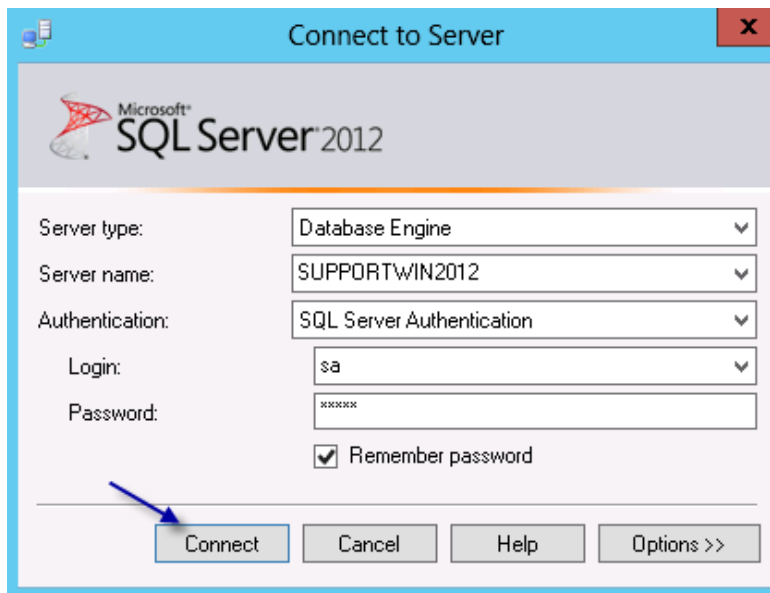 Connect to Server
x
Microsoft®
SQL Server® 2012
Server type: Database Engine
Server name: SUPPORTWIN2012
Authentication: SQL Server Authentication
Login: sa
Password: *****
Remember password
Connect Cancel Help Options >>